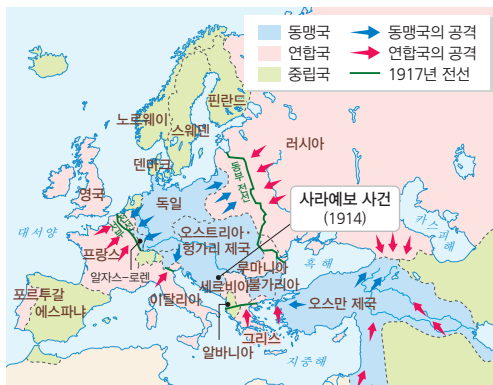 동맹국 동맹국의 공격
연합국 연합국의 공격
중립국 1917년 전선
핀란드
노르웨이
스웨덴
러시아
덴마크
동부 전선
영국
독일
사라예보 사건
(1914)
대서양
서부 전선
오스트리아·
헝가리 제국
카스피
해
프랑스
알자스-로렌
루마니아
흑해
포르투갈
에스파냐
이탈리아
세르비아
불가리아
오스만 제국
알바니아
그리스
지중해